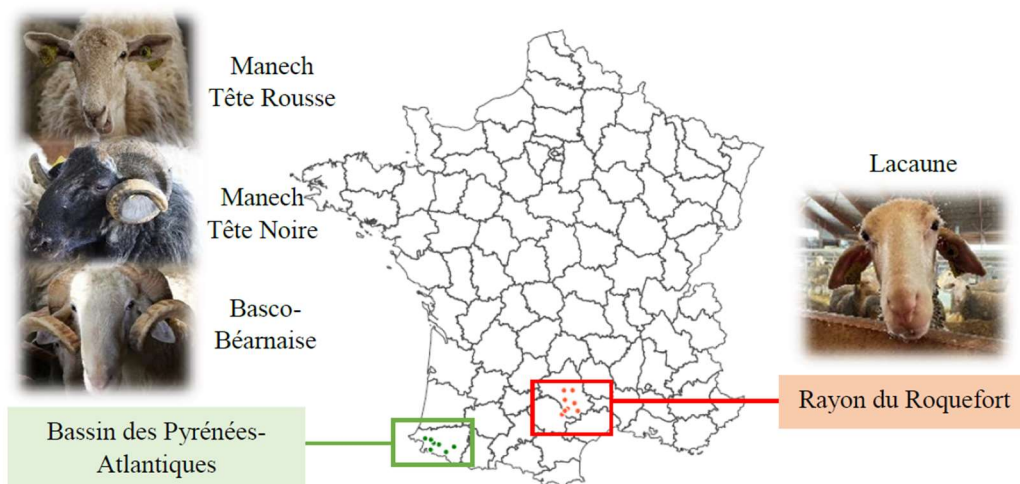 Manech
Tête Rousse
Manech
Tête Noire
Basco-
Béarnaise
Bassin des Pyrénées-
Atlantiques
Lacaune
Rayon du Roquefort